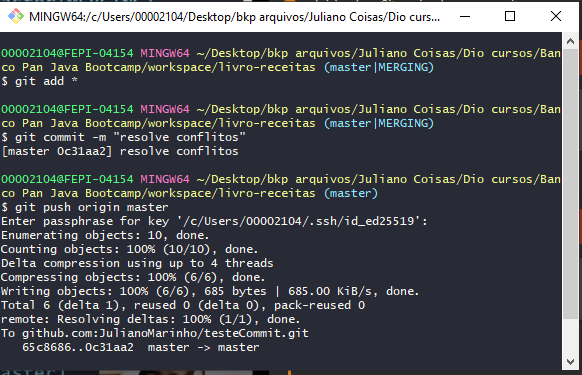 MINGW64:/c/Users/00002104/Desktop/bkp arquivos/Juliano Coisas/Dio curs...
00002104@FEPI-04154 MINGW64 ~/Desktop/bkp arquivos/Juliano Coisas/Dio cursos/Ban
co Pan Java Bootcamp/workspace/livro-receitas (master|MERGING)
$ git add *
00002104@FEPI-04154 MINGW64 ~/Desktop/bkp arquivos/Juliano Coisas/Dio cursos/Ban
co Pan Java Bootcamp/workspace/livro-receitas (master|MERGING)
$ git commit -m "resolve conflitos"
[master 0c31aa2] resolve conflitos
00002104@FEPI-04154 MINGW64 ~/Desktop/bkp arquivos/Juliano Coisas/Dio cursos/Ban
co Pan Java Bootcamp/workspace/livro-receitas (master)
$ git push origin master
Enter passphrase for key '/c/Users/00002104/.ssh/id_ed25519':
Enumerating objects: 10, done.
Counting objects: 100% (10/10), done.
Delta compression using up to 4 threads
Compressing objects: 100% (6/6), done.
Writing objects: 100% (6/6), 685 bytes | 685.00 KiB/s, done.
Total 6 (delta 1), reused 0 (delta 0), pack-reused 0
remote: Resolving deltas: 100% (1/1), done.
To github.com:JulianoMarinho/testeCommit.git
   65c8686..0c31aa2  master -> master